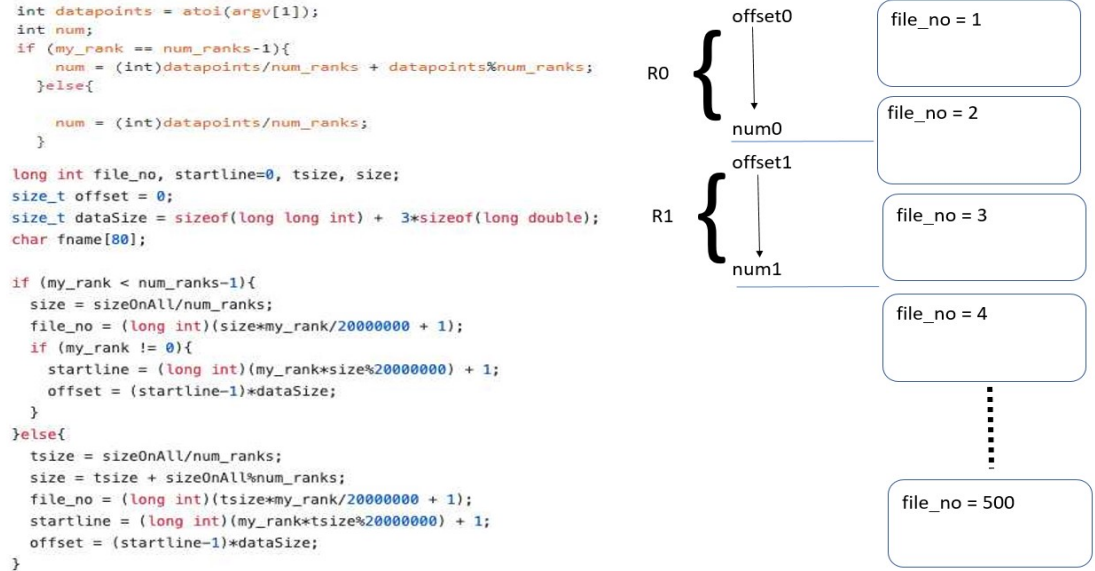 int datapoints = atoi(argv[1]);
int num;
if (my_rank == num_ranks-1){
num = (int)datapoints/num_ranks + datapoints%num_ranks;
}else{
num = (int)datapoints/num_ranks;
}
long int file_no, startline=0, tsize, size;
size_t offset = 0;
size_t dataSize = sizeof(long long int) + 3*sizeof(long double);
char fname[80];
if (my_rank < num_ranks-1){
size = sizeOnAll/num_ranks;
file_no = (long int)(size*my_rank/20000000 + 1);
if (my_rank != 0){
startline = (long int)(my_rank*size%20000000) + 1;
offset = (startline-1)*dataSize;
}
}else{
tsize = sizeOnAll/num_ranks;
size = tsize + sizeOnAll%num_ranks;
file_no = (long int)(tsize*my_rank/20000000 + 1);
startline = (long int)(my_rank*tsize%20000000) + 1;
offset = (startline-1)*dataSize;
}
offset0
R0
num0
offset1
R1
num1
file_no = 1
file_no = 2
file_no = 3
file_no = 4
file_no = 500